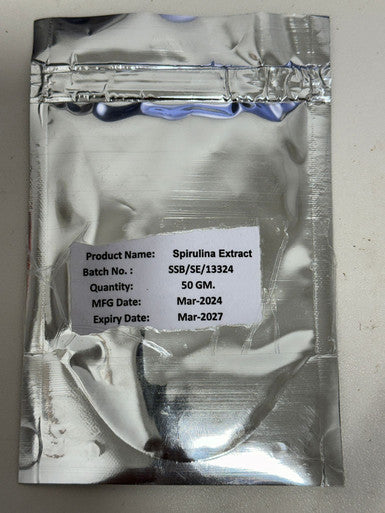 Product Name: Spirulina Extract
Batch No. : SSB/SE/13324
Quantity: 50 GM.
MFG Date: Mar-2024
Expiry Date: Mar-2027